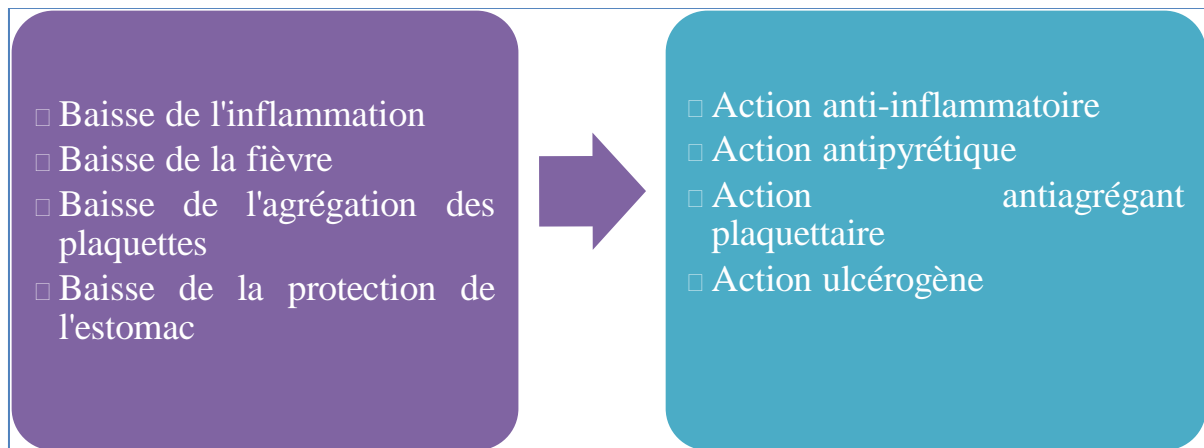 □ Baisse de l'inflammation
□ Baisse de la fièvre
□ Baisse de l'agrégation des
plaquettes
□ Baisse de la protection de
l'estomac
□ Action anti-inflammatoire
□ Action antipyrétique
□ Action antiagrégant
plaquettaire
□ Action ulcérogène